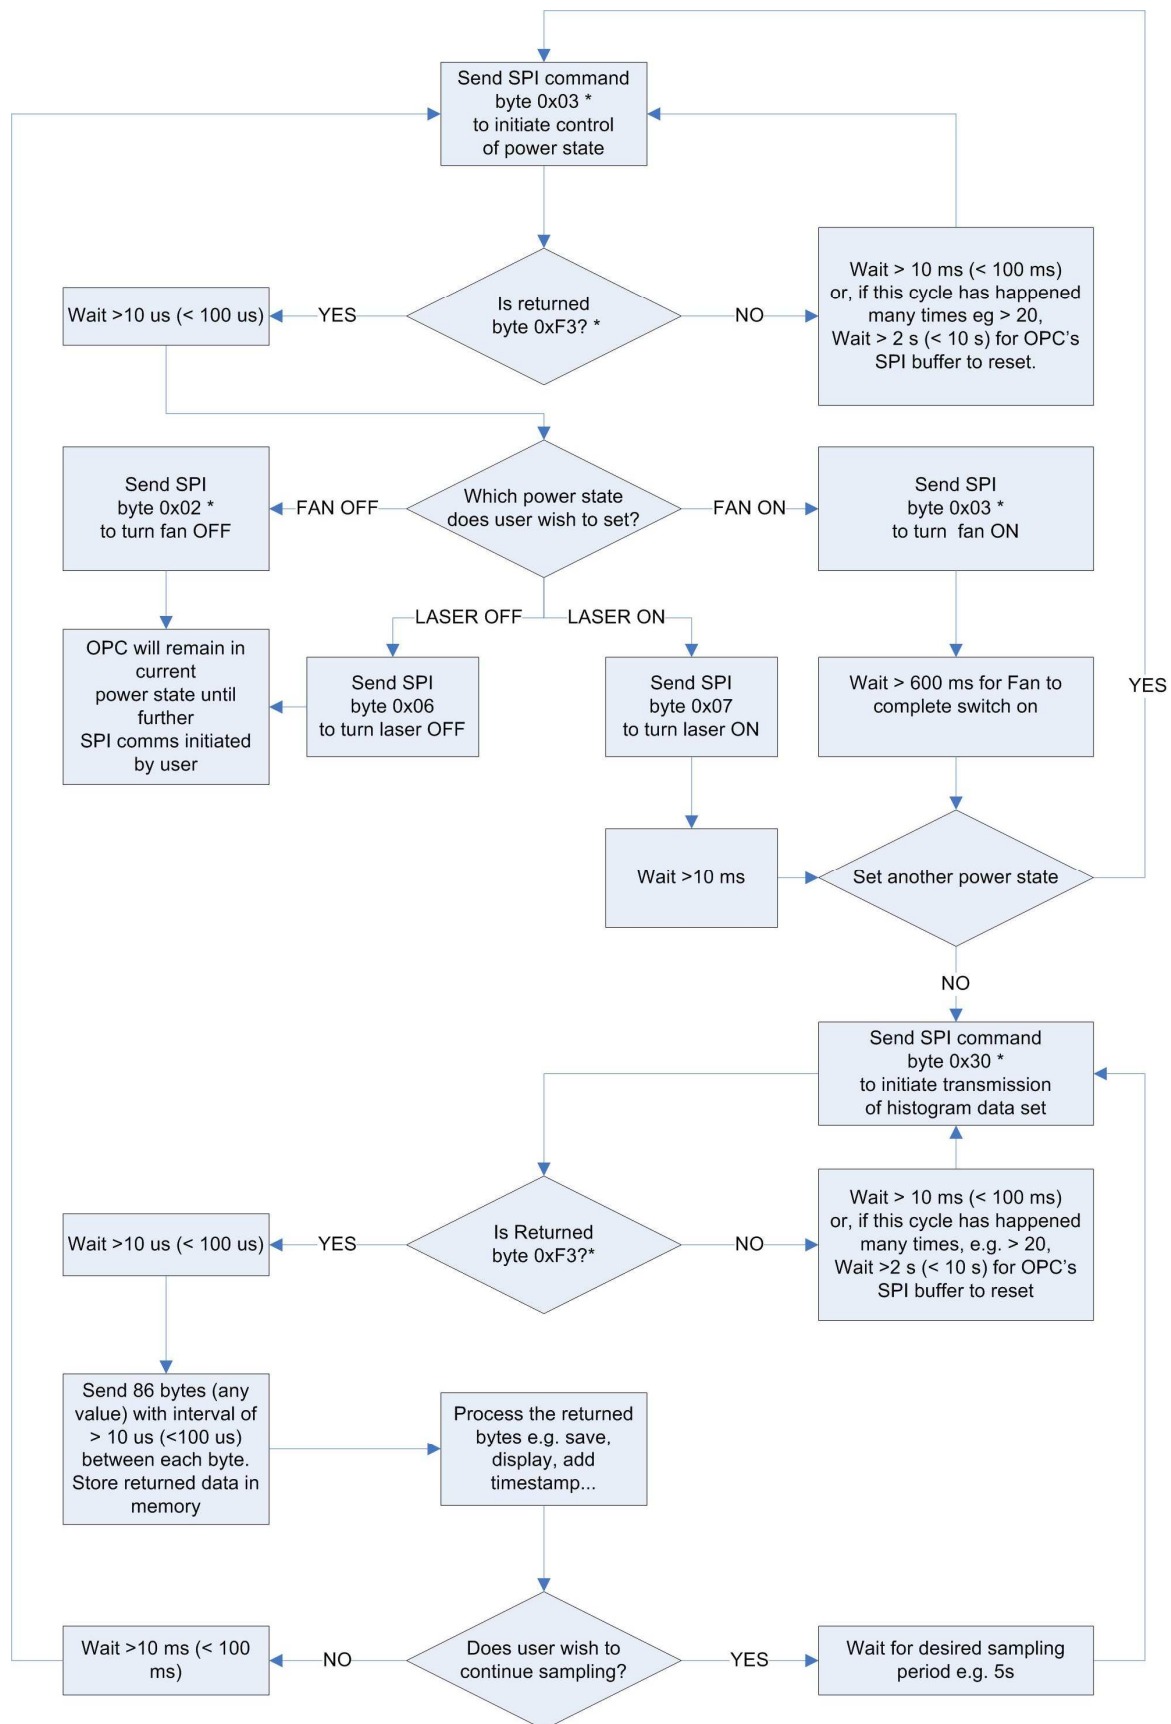 Send SPI command
byte 0x03 *
to initiate control
of power state
Wait >10 us (< 100 us)
YES
Is returned
byte 0xF3? *
NO
Wait > 10 ms (< 100 ms)
or, if this cycle has happened
many times eg > 20,
Wait > 2 s (< 10 s) for OPC's
SPI buffer to reset.
Send SPI
byte 0x02 *
to turn fan OFF
FAN OFF
Which power state
does user wish to set?
FAN ON
Send SPI
byte 0x03 *
to turn fan ON
LASER OFF
LASER ON
OPC will remain in
current
power state until
further
SPI comms initiated
by user
Send SPI
byte 0x06
to turn laser OFF
Send SPI
byte 0x07
to turn laser ON
Wait > 600 ms for Fan to
complete switch on
YES
Wait >10 ms
Set another power state
NO
Send SPI command
byte 0x30 *
to initiate transmission
of histogram data set
Wait >10 us (< 100 us)
YES
Is Returned
byte 0xF3?*
NO
Wait > 10 ms (< 100 ms)
or, if this cycle has happened
many times, e.g. > 20,
Wait >2 s (< 10 s) for OPC's
SPI buffer to reset
Send 86 bytes (any
value) with interval of
> 10 us (<100 us)
between each byte.
Store returned data in
memory
Process the returned
bytes e.g. save,
display, add
timestamp...
Wait >10 ms (< 100
ms)
NO
Does user wish to
continue sampling?
YES
Wait for desired sampling
period e.g. 5s